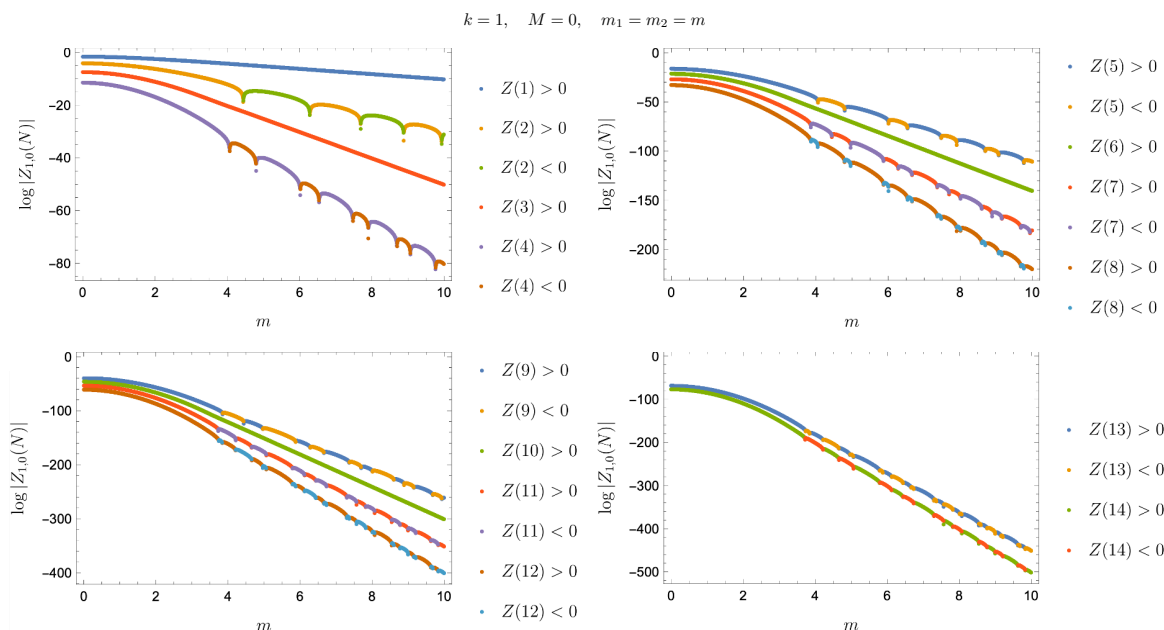 k = 1,   M = 0,   m₁ = m₂ = m
0
−20
−40
−60
−80
0 2 4 6 8 10
log |Z₁,₀(N)|
m
Z(1) > 0
Z(2) > 0
Z(2) < 0
Z(3) > 0
Z(4) > 0
Z(4) < 0
0
−50
−100
−150
−200
0 2 4 6 8 10
log |Z₁,₀(N)|
m
Z(5) > 0
Z(5) < 0
Z(6) > 0
Z(7) > 0
Z(7) < 0
Z(8) > 0
Z(8) < 0
0
−100
−200
−300
−400
0 2 4 6 8 10
log |Z₁,₀(N)|
m
Z(9) > 0
Z(9) < 0
Z(10) > 0
Z(11) > 0
Z(11) < 0
Z(12) > 0
Z(12) < 0
0
−100
−200
−300
−400
−500
0 2 4 6 8 10
log |Z₁,₀(N)|
m
Z(13) > 0
Z(13) < 0
Z(14) > 0
Z(14) < 0